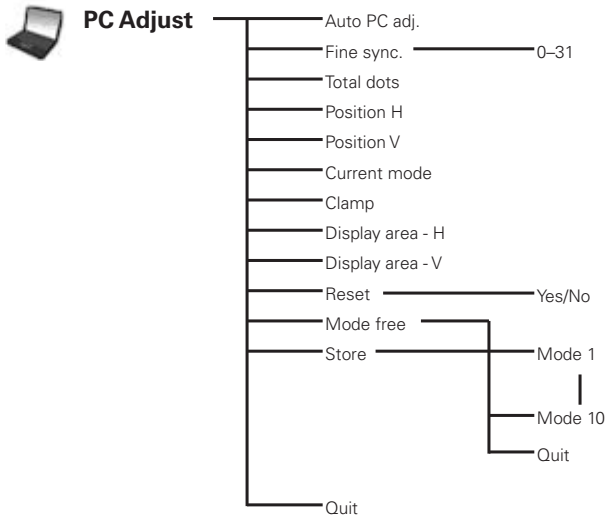 PC Adjust
Auto PC adj.
Fine sync. 0–31
Total dots
Position H
Position V
Current mode
Clamp
Display area - H
Display area - V
Reset Yes/No
Mode free
Store Mode 1
Mode 10
Quit
Quit